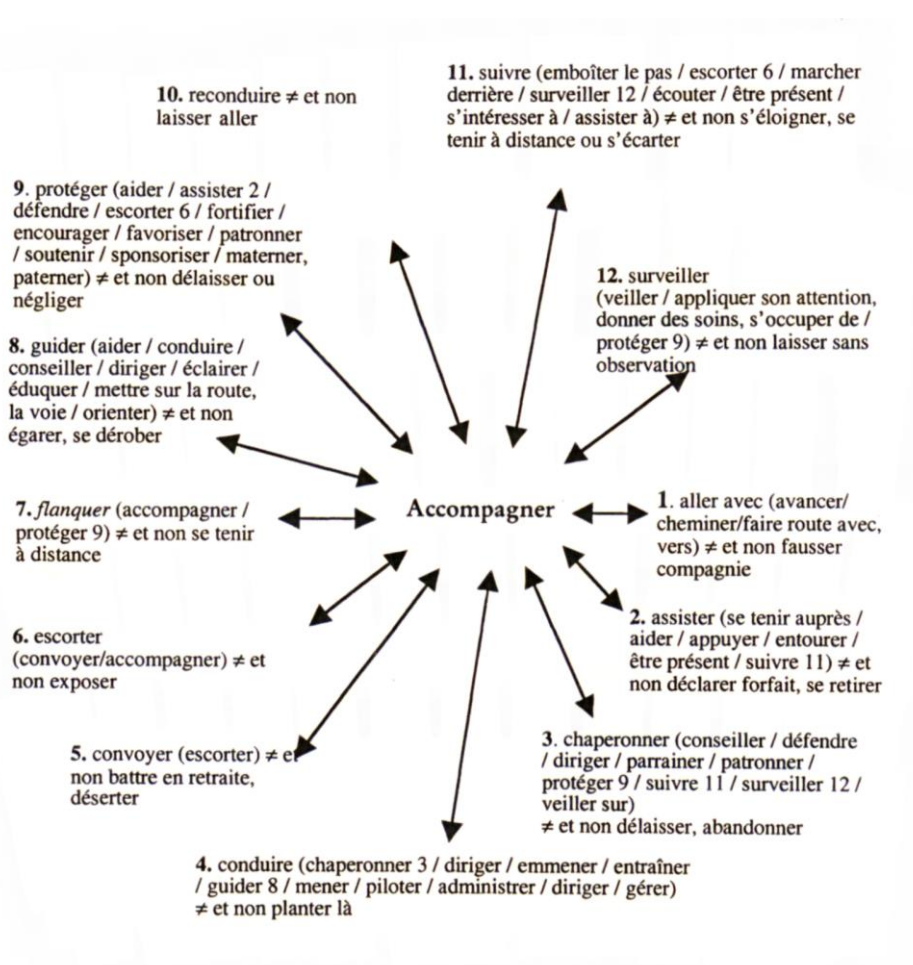 11. suivre (emboîter le pas / escorter 6 / marcher
derrière / surveiller 12 / écouter / être présent /
s'intéresser à / assister à) ≠ et non s'éloigner, se
tenir à distance ou s'écarter
10. reconduire ≠ et non
laisser aller
9. protéger (aider / assister 2 /
défendre / escorter 6 / fortifier /
encourager / favoriser / patronner
/ soutenir / sponsoriser / materner,
paterner) ≠ et non délaisser ou
négliger
12. surveiller
(veiller / appliquer son attention,
donner des soins, s'occuper de /
protéger 9) ≠ et non laisser sans
observation
8. guider (aider / conduire /
conseiller / diriger / éclairer /
éduquer / mettre sur la route,
la voie / orienter) ≠ et non
égarer, se dérober
7. flanquer (accompagner /
protéger 9) ≠ et non se tenir
à distance
Accompagner
1. aller avec (avancer/
cheminer/faire route avec,
vers) ≠ et non fausser
compagnie
6. escorter
(convoyer/accompagner) ≠ et
non exposer
2. assister (se tenir auprès /
aider / appuyer / entourer /
être présent / suivre 11) ≠ et
non déclarer forfait, se retirer
5. convoyer (escorter) ≠ et
non battre en retraite,
déserter
3. chaperonner (conseiller / défendre
/ diriger / parrainer / patronner /
protéger 9 / suivre 11 / surveiller 12 /
veiller sur)
≠ et non délaisser, abandonner
4. conduire (chaperonner 3 / diriger / emmener / entraîner
/ guider 8 / mener / piloter / administrer / diriger / gérer)
≠ et non planter là